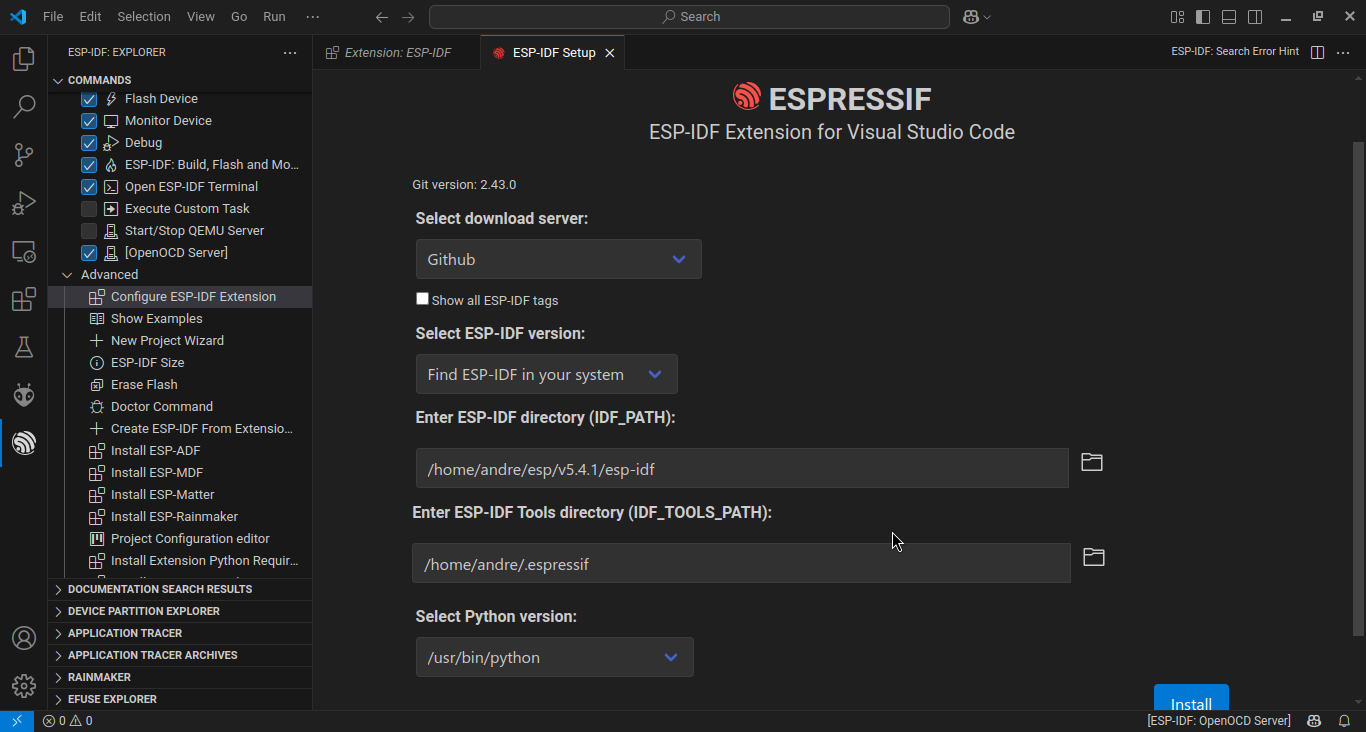 File Edit Selection View Go Run ··· Search
ESP-IDF: EXPLORER ···
Extension: ESP-IDF
ESP-IDF Setup
ESP-IDF: Search Error Hint ···
COMMANDS
Flash Device
Monitor Device
Debug
ESP-IDF: Build, Flash and Mo...
Open ESP-IDF Terminal
Execute Custom Task
Start/Stop QEMU Server
[OpenOCD Server]
Advanced
Configure ESP-IDF Extension
Show Examples
New Project Wizard
ESP-IDF Size
Erase Flash
Doctor Command
Create ESP-IDF From Extensio...
Install ESP-ADF
Install ESP-MDF
Install ESP-Matter
Install ESP-Rainmaker
Project Configuration editor
Install Extension Python Requir...
DOCUMENTATION SEARCH RESULTS
DEVICE PARTITION EXPLORER
APPLICATION TRACER
APPLICATION TRACER ARCHIVES
RAINMAKER
EFUSE EXPLORER
ESPRESSIF
ESP-IDF Extension for Visual Studio Code
Git version: 2.43.0
Select download server:
Github
Show all ESP-IDF tags
Select ESP-IDF version:
Find ESP-IDF in your system
Enter ESP-IDF directory (IDF_PATH):
/home/andre/esp/v5.4.1/esp-idf
Enter ESP-IDF Tools directory (IDF_TOOLS_PATH):
/home/andre/.espressif
Select Python version:
/usr/bin/python
Install
0 0
[ESP-IDF: OpenOCD Server]